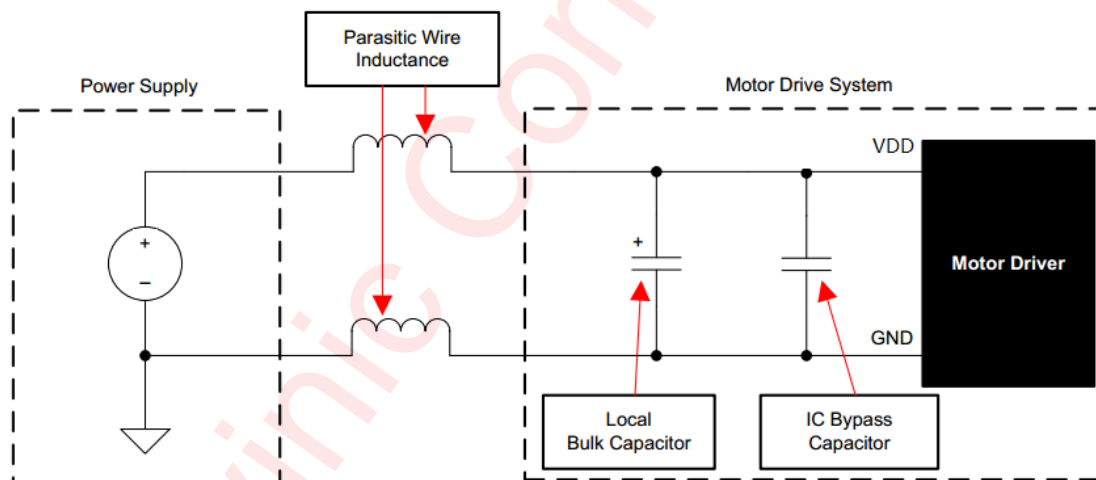 Parasitic Wire
Inductance
Power Supply
Motor Drive System
VDD
+
+
–
Motor Driver
GND
Local
Bulk Capacitor
IC Bypass
Capacitor